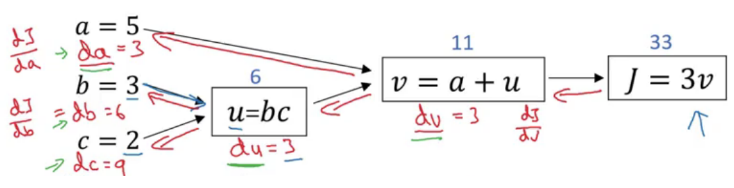 a = 5
dJ/da
da = 3
b = 3
dJ/db = db = 6
c = 2
dc = 9
6
u=bc
du = 3
11
v = a + u
dv = 3
dJ/dv
33
J = 3v